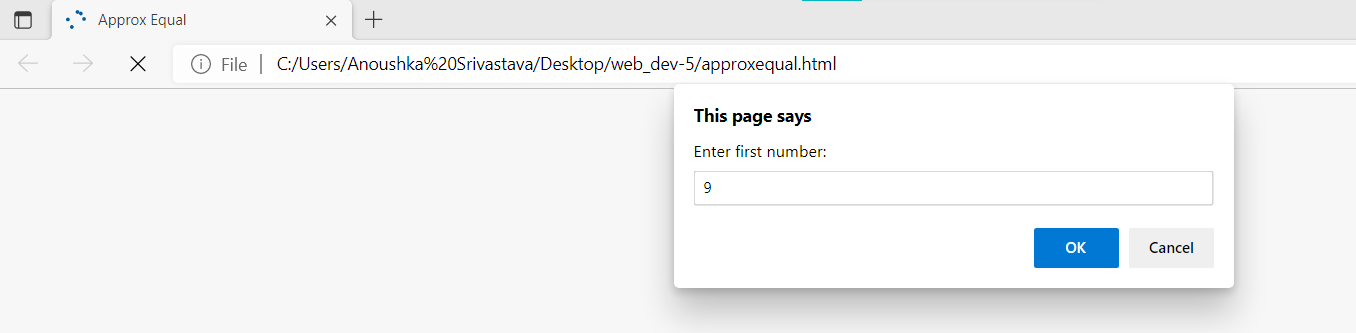 Approx Equal
File | C:/Users/Anoushka%20Srivastava/Desktop/web_dev-5/approxequal.html
This page says
Enter first number:
9
OK Cancel